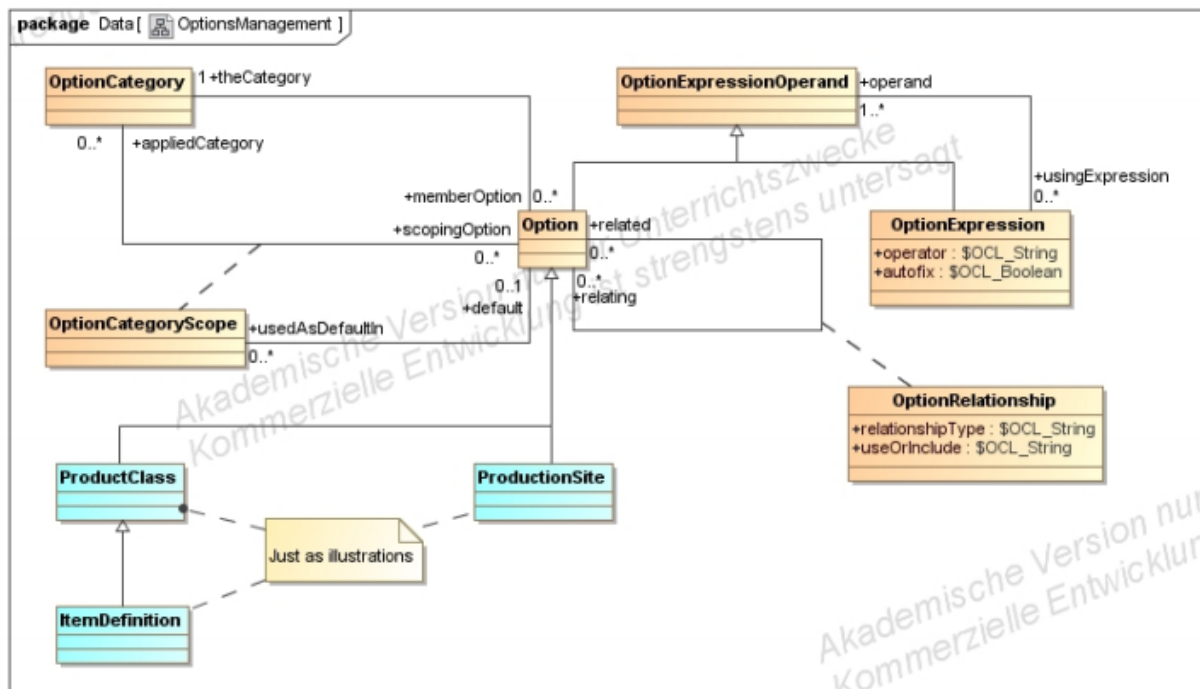 package Data [ OptionsManagement ]
OptionCategory
1 +theCategory
0..* +appliedCategory
OptionExpressionOperand
+operand
1..*
+usingExpression
0..*
+memberOption 0..*
+scopingOption
0..*
Option
+related
0..*
0..*
+relating
0..1
+default
OptionExpression
+operator : $OCL_String
+autofix : $OCL_Boolean
OptionCategoryScope
+usedAsDefaultIn
0..*
OptionRelationship
+relationshipType : $OCL_String
+useOrInclude : $OCL_String
ProductClass
ProductionSite
Just as illustrations
ItemDefinition
Akademische Version nur für Unterrichtszwecke
Kommerzielle Entwicklung ist strengstens untersagt
Akademische Version nur
Kommerzielle Entwicklun